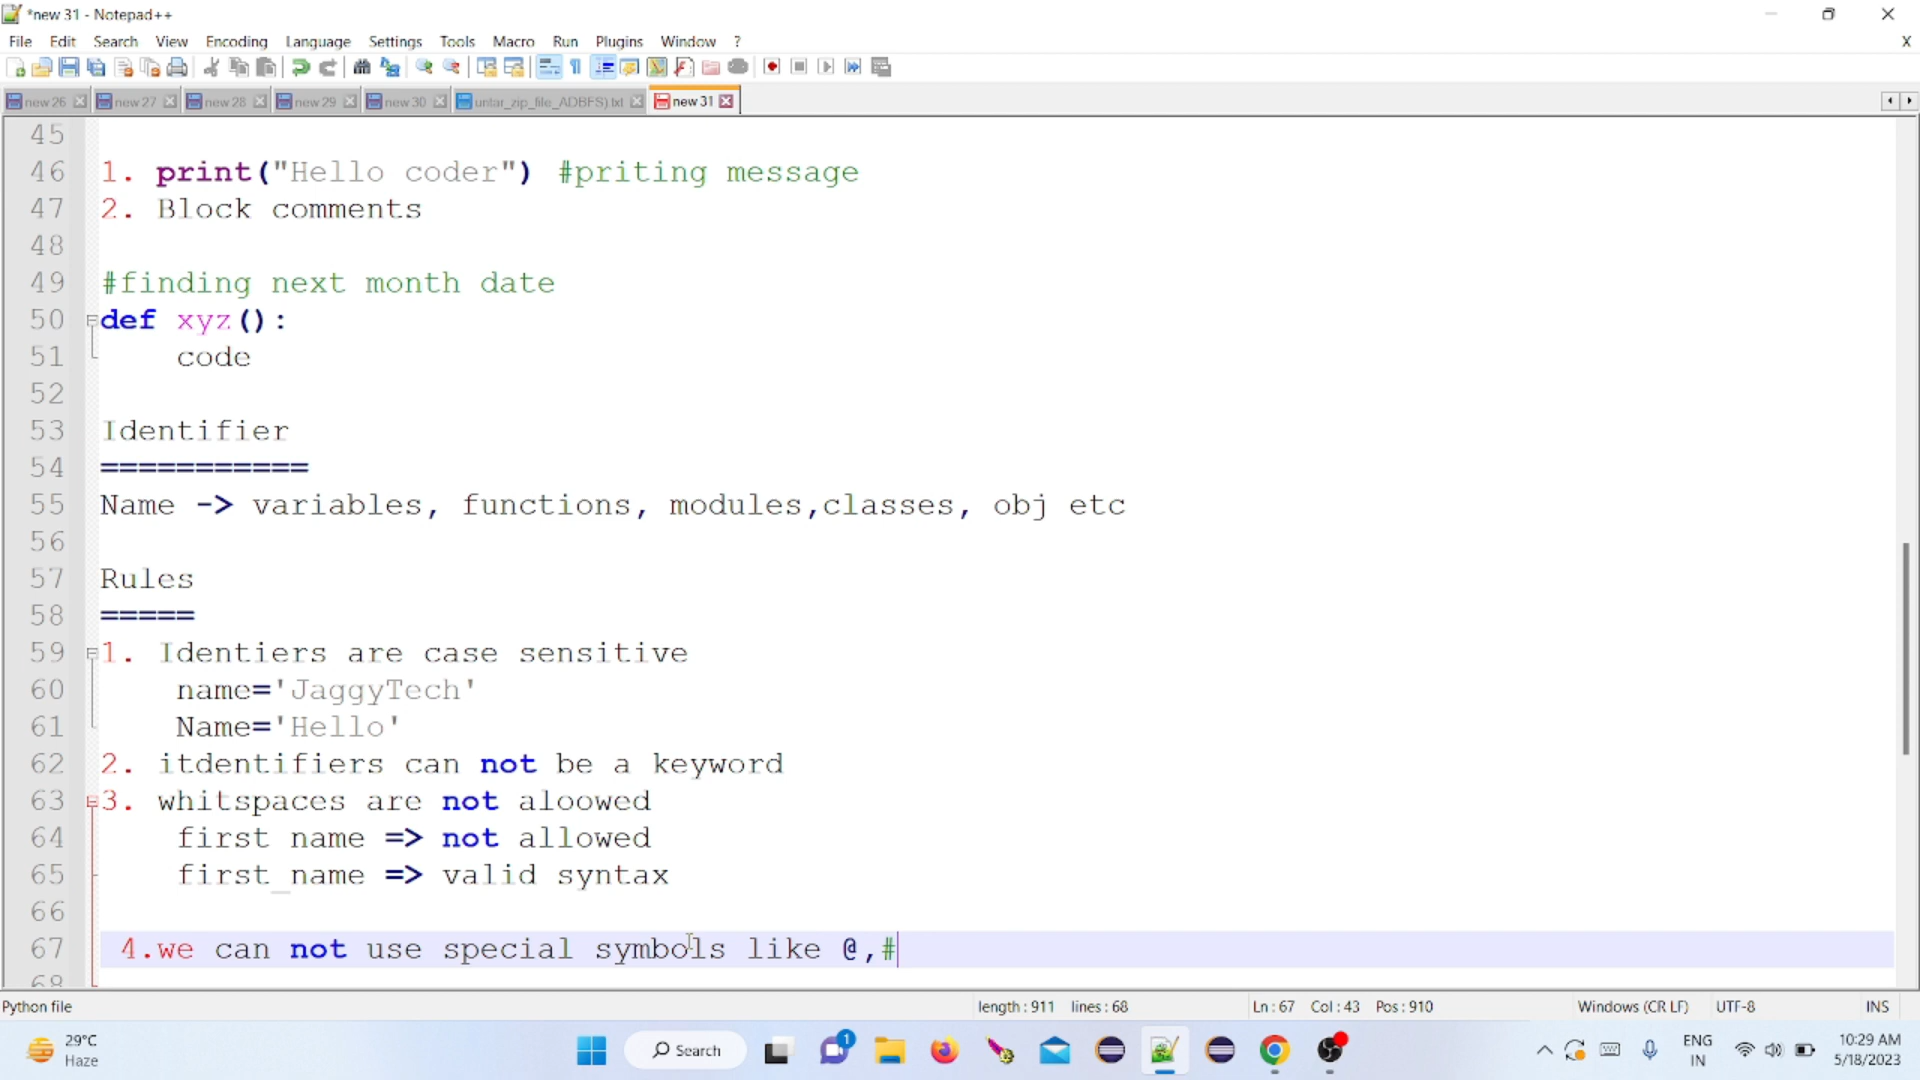 *new 31 - Notepad++
File Edit Search View Encoding Language Settings Tools Macro Run Plugins Window ? X
new 26 new 27 new 28 new 29 new 30 untar_zip_file_ADBFS).txt new 31
45
46 1. print("Hello coder") #priting message
47 2. Block comments
48
49 #finding next month date
50 def xyz():
51 code
52
53 Identifier
54 ===========
55 Name -> variables, functions, modules,classes, obj etc
56
57 Rules
58 =====
59 1. Identiers are case sensitive
60 name='JaggyTech'
61 Name='Hello'
62 2. itdentifiers can not be a keyword
63 3. whitspaces are not aloowed
64 first name => not allowed
65 first_name => valid syntax
66
67 4.we can not use special symbols like @,#
68
Python file length : 911 lines : 68 Ln : 67 Col : 43 Pos : 910 Windows (CR LF) UTF-8 INS
29°C
Haze
Search
1
ENG
IN
10:29 AM
5/18/2023